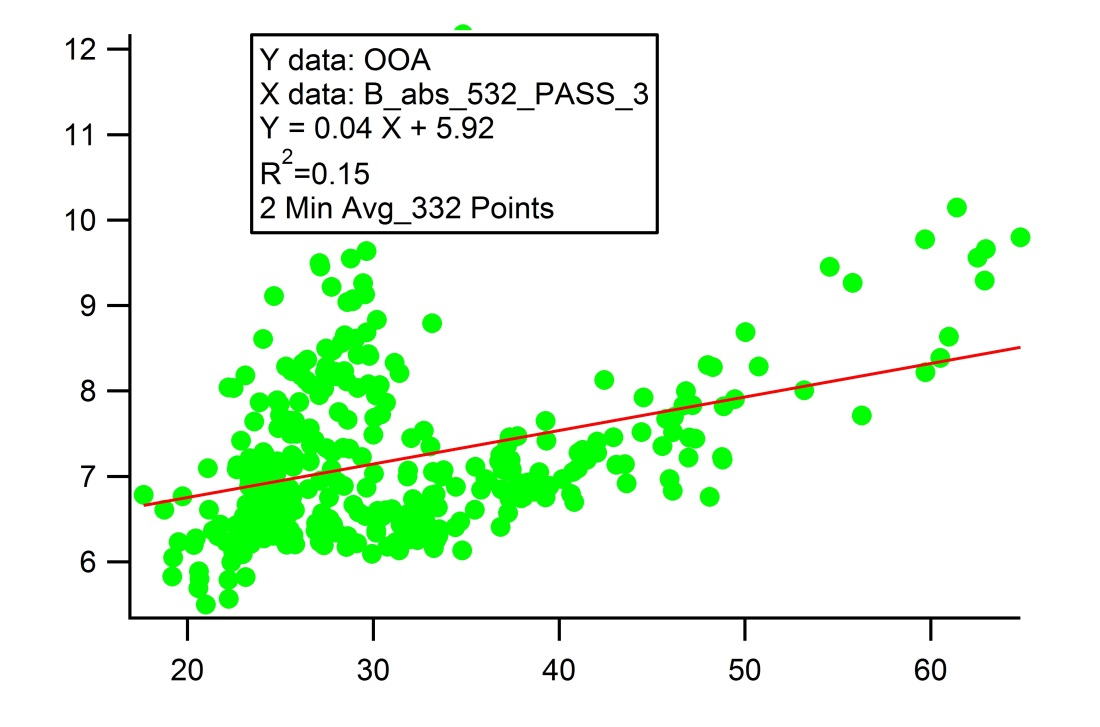 12
11
10
9
8
7
6
Y data: OOA
X data: B_abs_532_PASS_3
Y = 0.04 X + 5.92
R²=0.15
2 Min Avg_332 Points
20 30 40 50 60